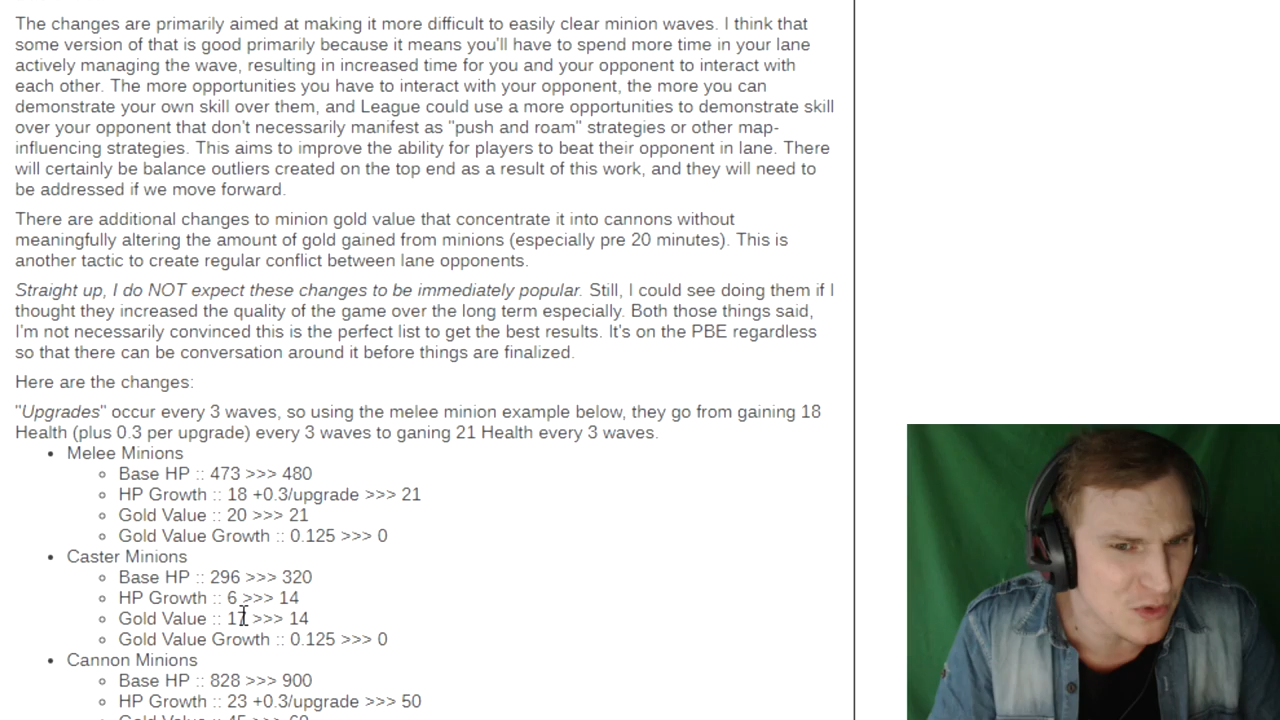 The changes are primarily aimed at making it more difficult to easily clear minion waves. I think that
some version of that is good primarily because it means you'll have to spend more time in your lane
actively managing the wave, resulting in increased time for you and your opponent to interact with
each other. The more opportunities you have to interact with your opponent, the more you can
demonstrate your own skill over them, and League could use a more opportunities to demonstrate skill
over your opponent that don't necessarily manifest as "push and roam" strategies or other map-
influencing strategies. This aims to improve the ability for players to beat their opponent in lane. There
will certainly be balance outliers created on the top end as a result of this work, and they will need to
be addressed if we move forward.
There are additional changes to minion gold value that concentrate it into cannons without
meaningfully altering the amount of gold gained from minions (especially pre 20 minutes). This is
another tactic to create regular conflict between lane opponents.
Straight up, I do NOT expect these changes to be immediately popular. Still, I could see doing them if I
thought they increased the quality of the game over the long term especially. Both those things said,
I'm not necessarily convinced this is the perfect list to get the best results. It's on the PBE regardless
so that there can be conversation around it before things are finalized.
Here are the changes:
"Upgrades" occur every 3 waves, so using the melee minion example below, they go from gaining 18
Health (plus 0.3 per upgrade) every 3 waves to ganing 21 Health every 3 waves.
• Melee Minions
◦ Base HP :: 473 >>> 480
◦ HP Growth :: 18 +0.3/upgrade >>> 21
◦ Gold Value :: 20 >>> 21
◦ Gold Value Growth :: 0.125 >>> 0
• Caster Minions
◦ Base HP :: 296 >>> 320
◦ HP Growth :: 6 >>> 14
◦ Gold Value :: >>> 14
◦ Gold Value Growth :: 0.125 >>> 0
• Cannon Minions
◦ Base HP :: 828 >>> 900
◦ HP Growth :: 23 +0.3/upgrade >>> 50